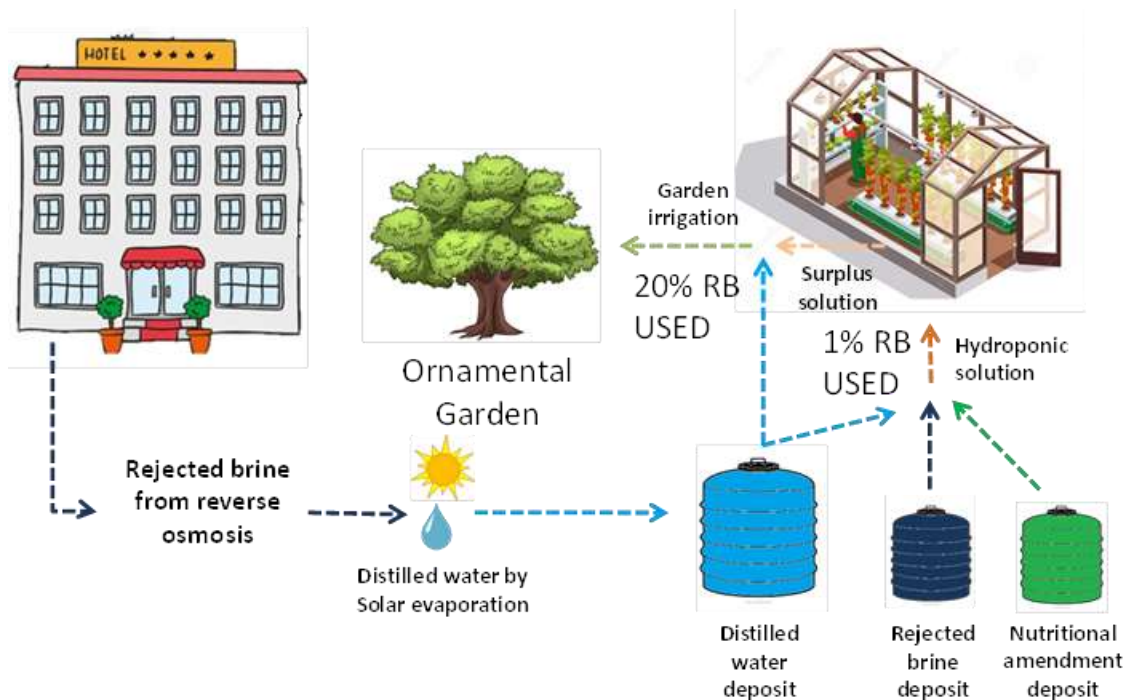 HOTEL ★★★★★
Garden
irrigation
20% RB
USED
Surplus
solution
1% RB
USED
Hydroponic
solution
Ornamental
Garden
Rejected brine
from reverse
osmosis
Distilled water by
Solar evaporation
Distilled
water
deposit
Rejected
brine
deposit
Nutritional
amendment
deposit